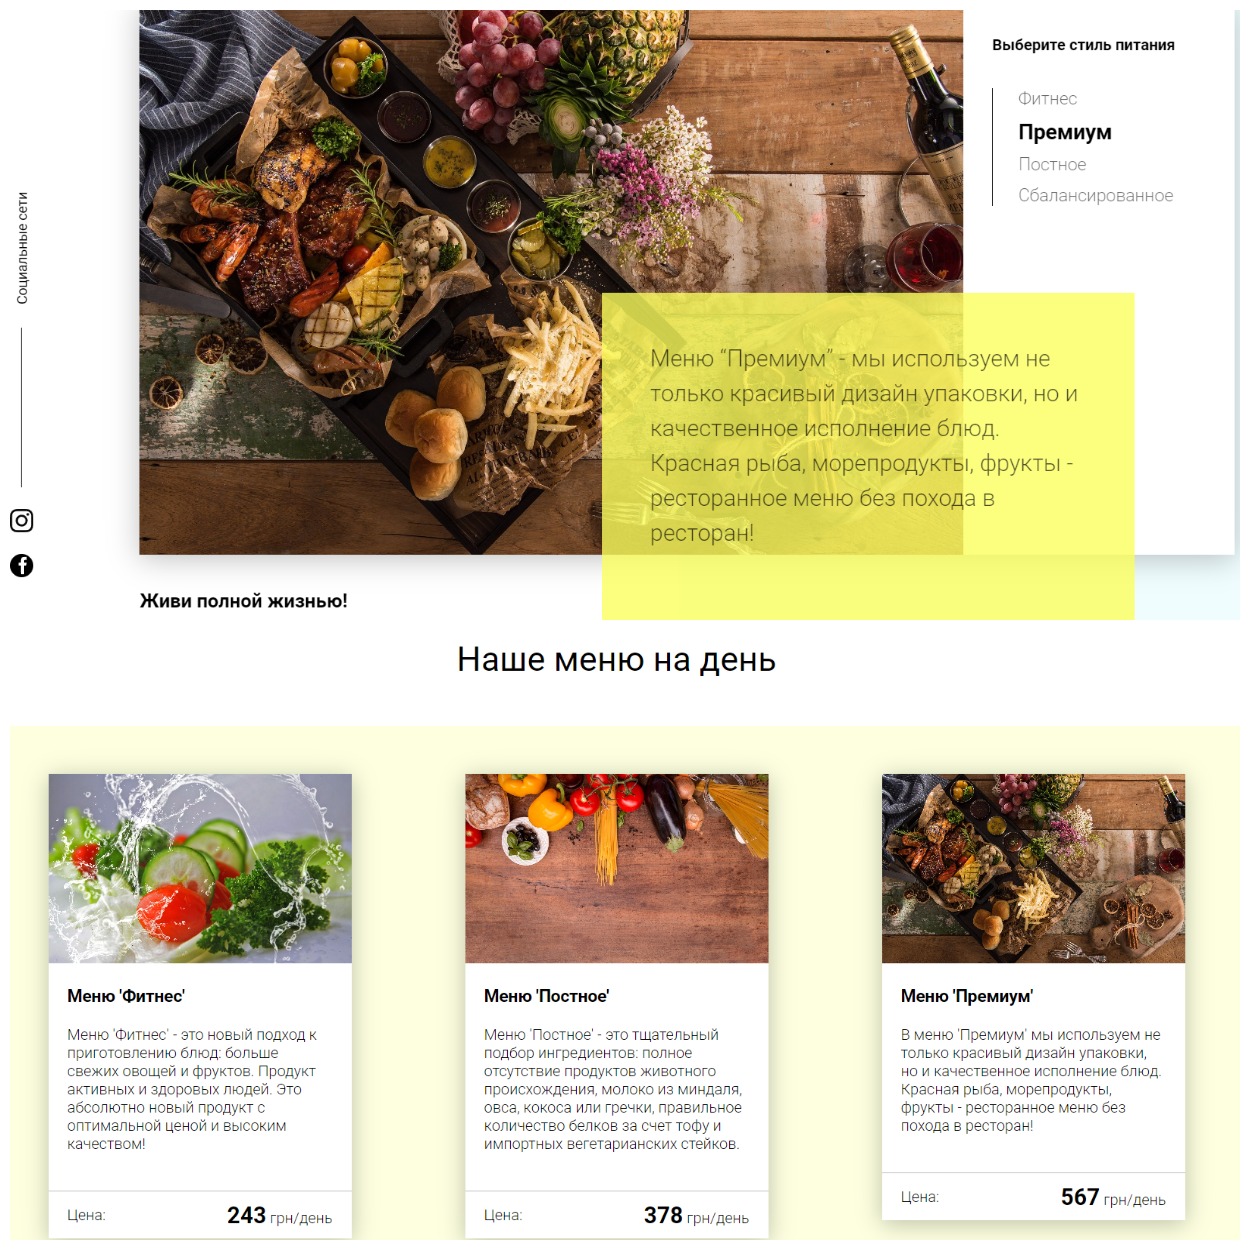 Выберите стиль питания
Фитнес
Премиум
Постное
Сбалансированное
Социальные сети
Меню “Премиум” - мы используем не
только красивый дизайн упаковки, но и
качественное исполнение блюд.
Красная рыба, морепродукты, фрукты -
ресторанное меню без похода в
ресторан!
Живи полной жизнью!
Наше меню на день
Меню 'Фитнес'
Меню 'Фитнес' - это новый подход к
приготовлению блюд: больше
свежих овощей и фруктов. Продукт
активных и здоровых людей. Это
абсолютно новый продукт с
оптимальной ценой и высоким
качеством!
Цена: 243 грн/день
Меню 'Постное'
Меню 'Постное' - это тщательный
подбор ингредиентов: полное
отсутствие продуктов животного
происхождения, молоко из миндаля,
овса, кокоса или гречки, правильное
количество белков за счет тофу и
импортных вегетарианских стейков.
Цена: 378 грн/день
Меню 'Премиум'
В меню 'Премиум' мы используем не
только красивый дизайн упаковки,
но и качественное исполнение блюд.
Красная рыба, морепродукты,
фрукты - ресторанное меню без
похода в ресторан!
Цена: 567 грн/день